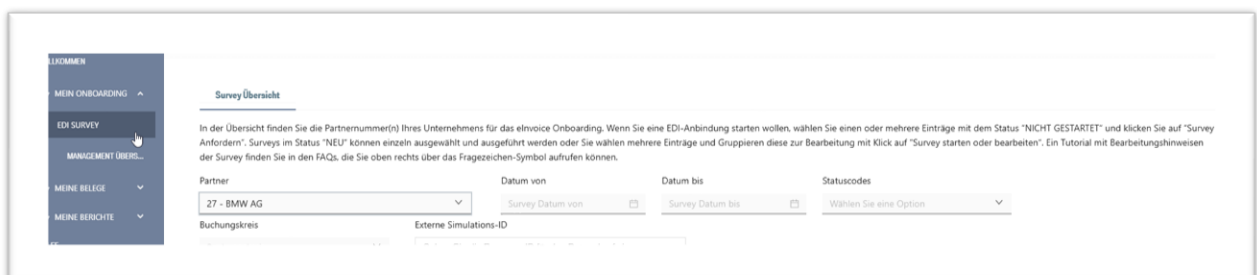 LLKOMMEN
MEIN ONBOARDING
EDI SURVEY
MANAGEMENT ÜBERS...
MEINE BELEGE
MEINE BERICHTE
Survey Übersicht
In der Übersicht finden Sie die Partnernummer(n) Ihres Unternehmens für das eInvoice Onboarding. Wenn Sie eine EDI-Anbindung starten wollen, wählen Sie einen oder mehrere Einträge mit dem Status "NICHT GESTARTET" und klicken Sie auf "Survey
Anfordern". Surveys im Status "NEU" können einzeln ausgewählt und ausgeführt werden oder Sie wählen mehrere Einträge und Gruppieren diese zur Bearbeitung mit Klick auf "Survey starten oder bearbeiten". Ein Tutorial mit Bearbeitungshinweisen
der Survey finden Sie in den FAQs, die Sie oben rechts über das Fragezeichen-Symbol aufrufen können.
Partner Datum von Datum bis Statuscodes
27 - BMW AG Survey Datum von Survey Datum bis Wählen Sie eine Option
Buchungskreis Externe Simulations-ID